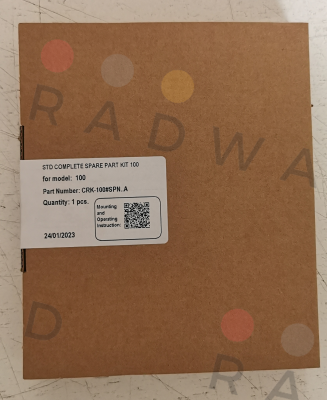 RADWA
STD COMPLETE SPARE PART KIT 100
for model: 100
Part Number: CRK-100#SPN..A
Quantity: 1 pcs.
Mounting
and
Operating
Instruction:
24/01/2023
D
RA